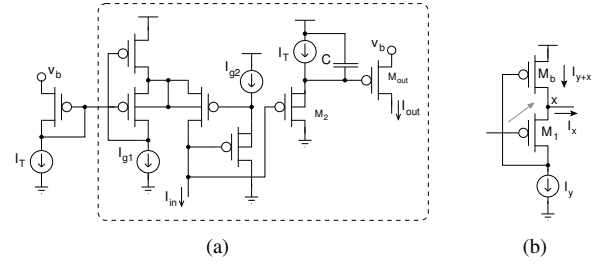 v_b
I_T
I_g1
I_in
I_g2
I_T
C
M_2
v_b
M_out
I_out
(a)
M_b
I_y+x
x
I_x
M_1
I_y
(b)